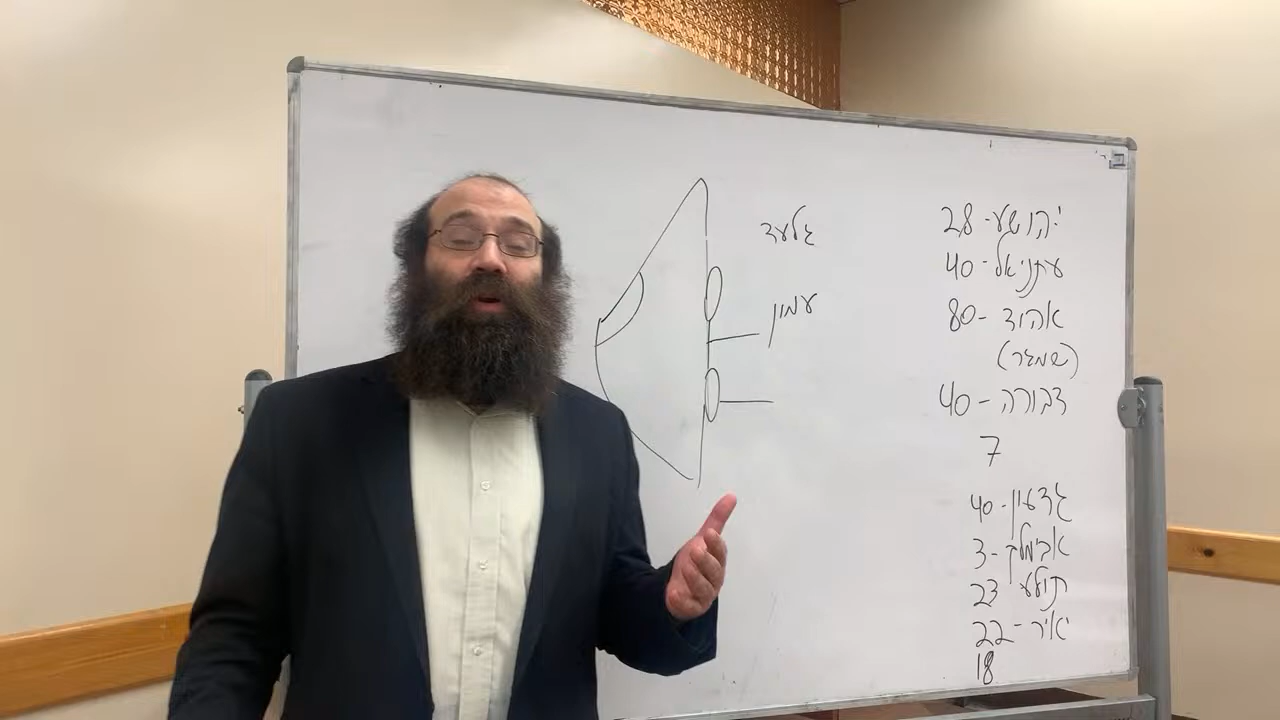 יהושע - 28
עתניאל - 40
אהוד - 80
(שמגר)
דבורה - 40
7
גדעון - 40
אבימלך - 3
תולע 23
יאיר - 22
18
גלעד
עמון